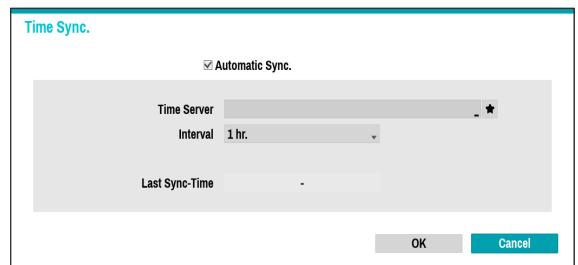 Time Sync.
Automatic Sync.
Time Server
Interval 1 hr.
Last Sync-Time -
OK Cancel